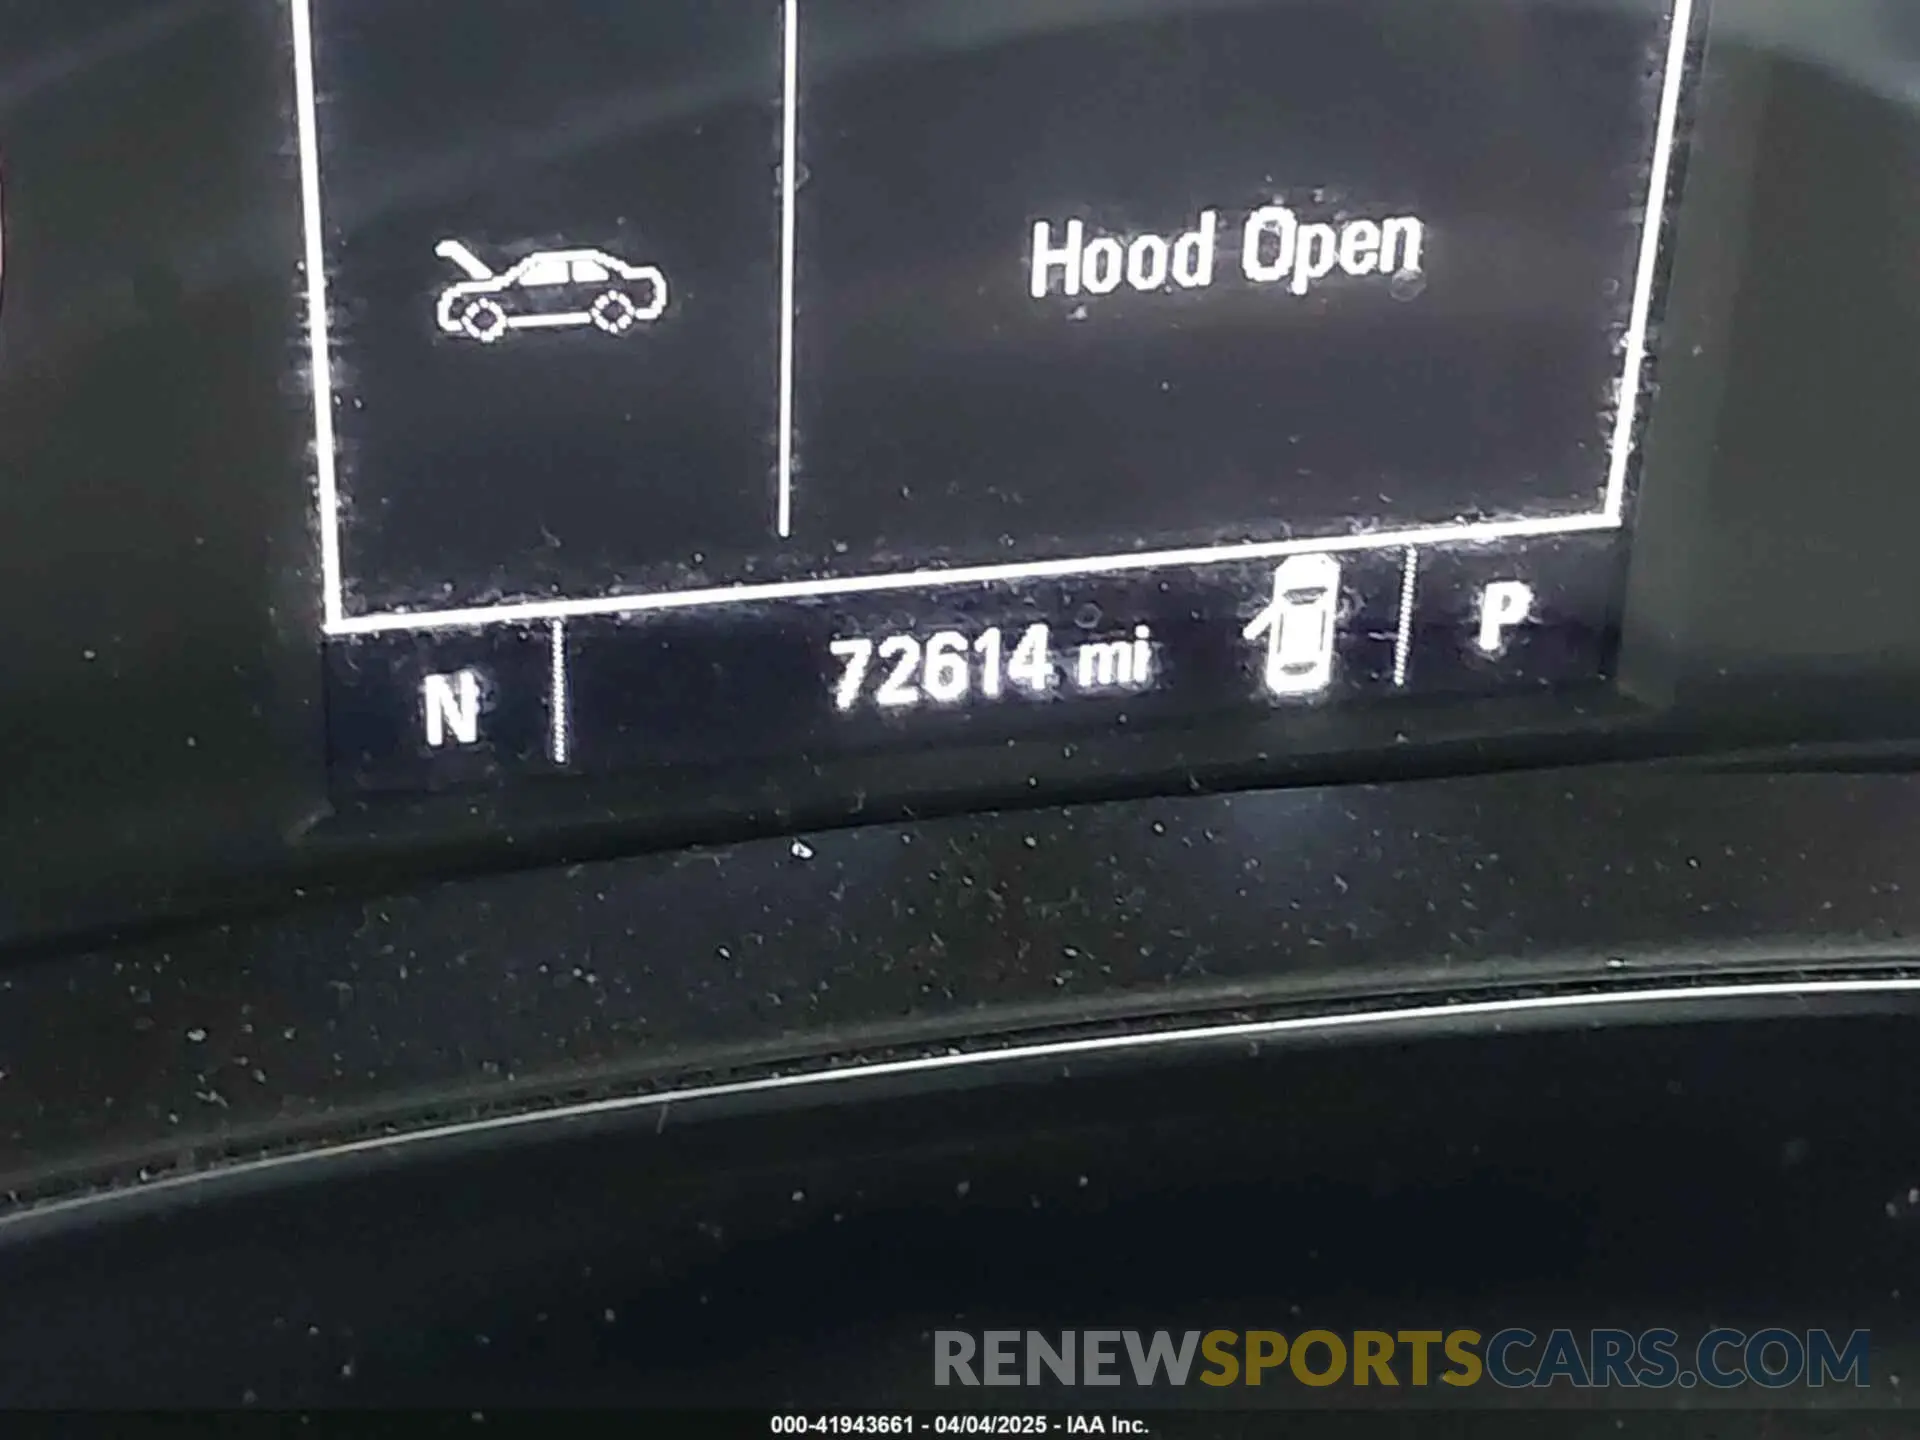 Hood Open
N 72614 mi P
RENEWSPORTSCARS.COM
000-41943661 - 04/04/2025 - IAA Inc.